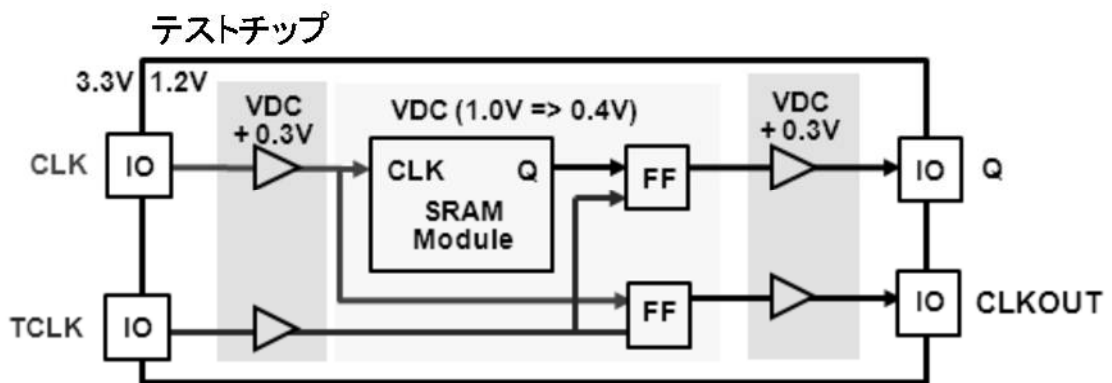 テストチップ
3.3V 1.2V
VDC
+ 0.3V
VDC (1.0V => 0.4V)
VDC
+ 0.3V
CLK
IO
CLK Q
SRAM
Module
FF
IO
Q
TCLK
IO
FF
IO
CLKOUT